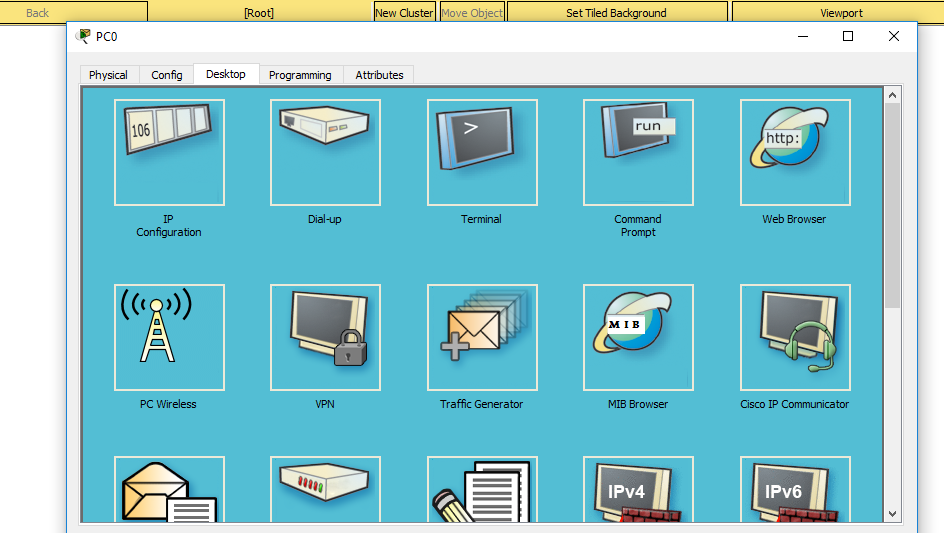 Back
[Root]
New Cluster
Move Object
Set Tiled Background
Viewport
PC0
Physical
Config
Desktop
Programming
Attributes
106
>
run
http:
IP
Configuration
Dial-up
Terminal
Command
Prompt
Web Browser
MIB
PC Wireless
VPN
Traffic Generator
MIB Browser
Cisco IP Communicator
IPv4
IPv6